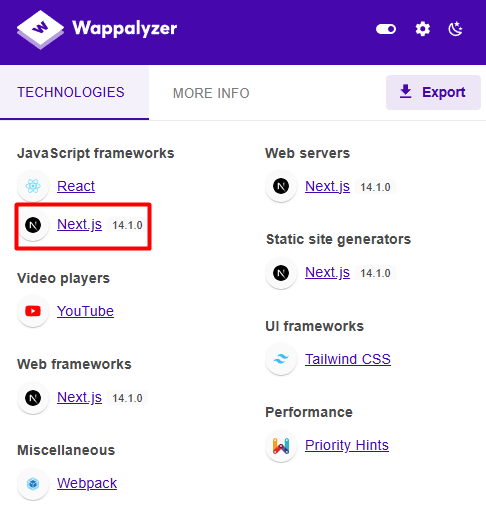 Wappalyzer
TECHNOLOGIES
MORE INFO
Export
JavaScript frameworks
React
Next.js 14.1.0
Video players
YouTube
Web frameworks
Next.js 14.1.0
Miscellaneous
Webpack
Web servers
Next.js 14.1.0
Static site generators
Next.js 14.1.0
UI frameworks
Tailwind CSS
Performance
Priority Hints